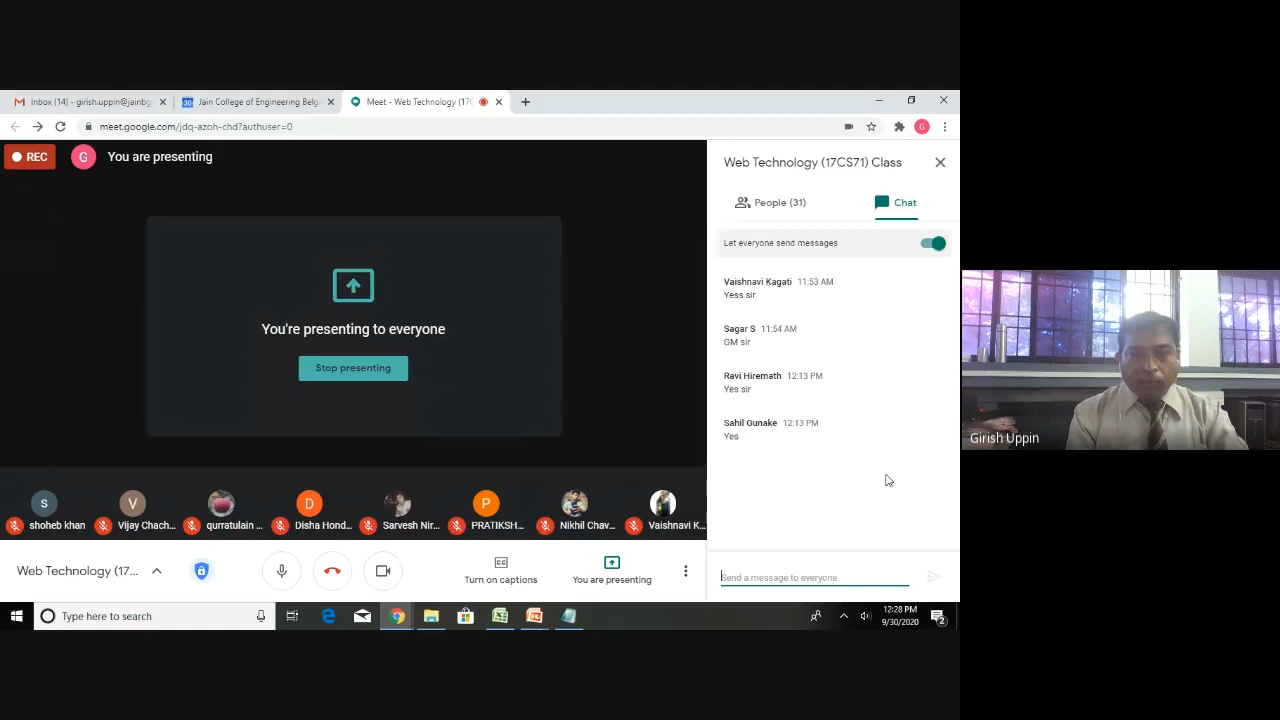 Inbox (14) - girish.uppin@jainbg
Jain College of Engineering Belg
Meet - Web Technology (17C
meet.google.com/jdq-azoh-chd?authuser=0
REC
G
You are presenting
Web Technology (17CS71) Class
People (31)
Chat
Let everyone send messages
Vaishnavi Kagati 11:53 AM
Yess sir
Sagar S 11:54 AM
GM sir
Ravi Hiremath 12:13 PM
Yes sir
Sahil Gunake 12:13 PM
Yes
You're presenting to everyone
Stop presenting
s
V
D
P
shoheb khan
Vijay Chach...
qurratulain ...
Disha Hond...
Sarvesh Nir...
PRATIKSH...
Nikhil Chav...
Vaishnavi K...
Web Technology (17...
Turn on captions
You are presenting
Send a message to everyone
Girish Uppin
Type here to search
12:28 PM
9/30/2020
2